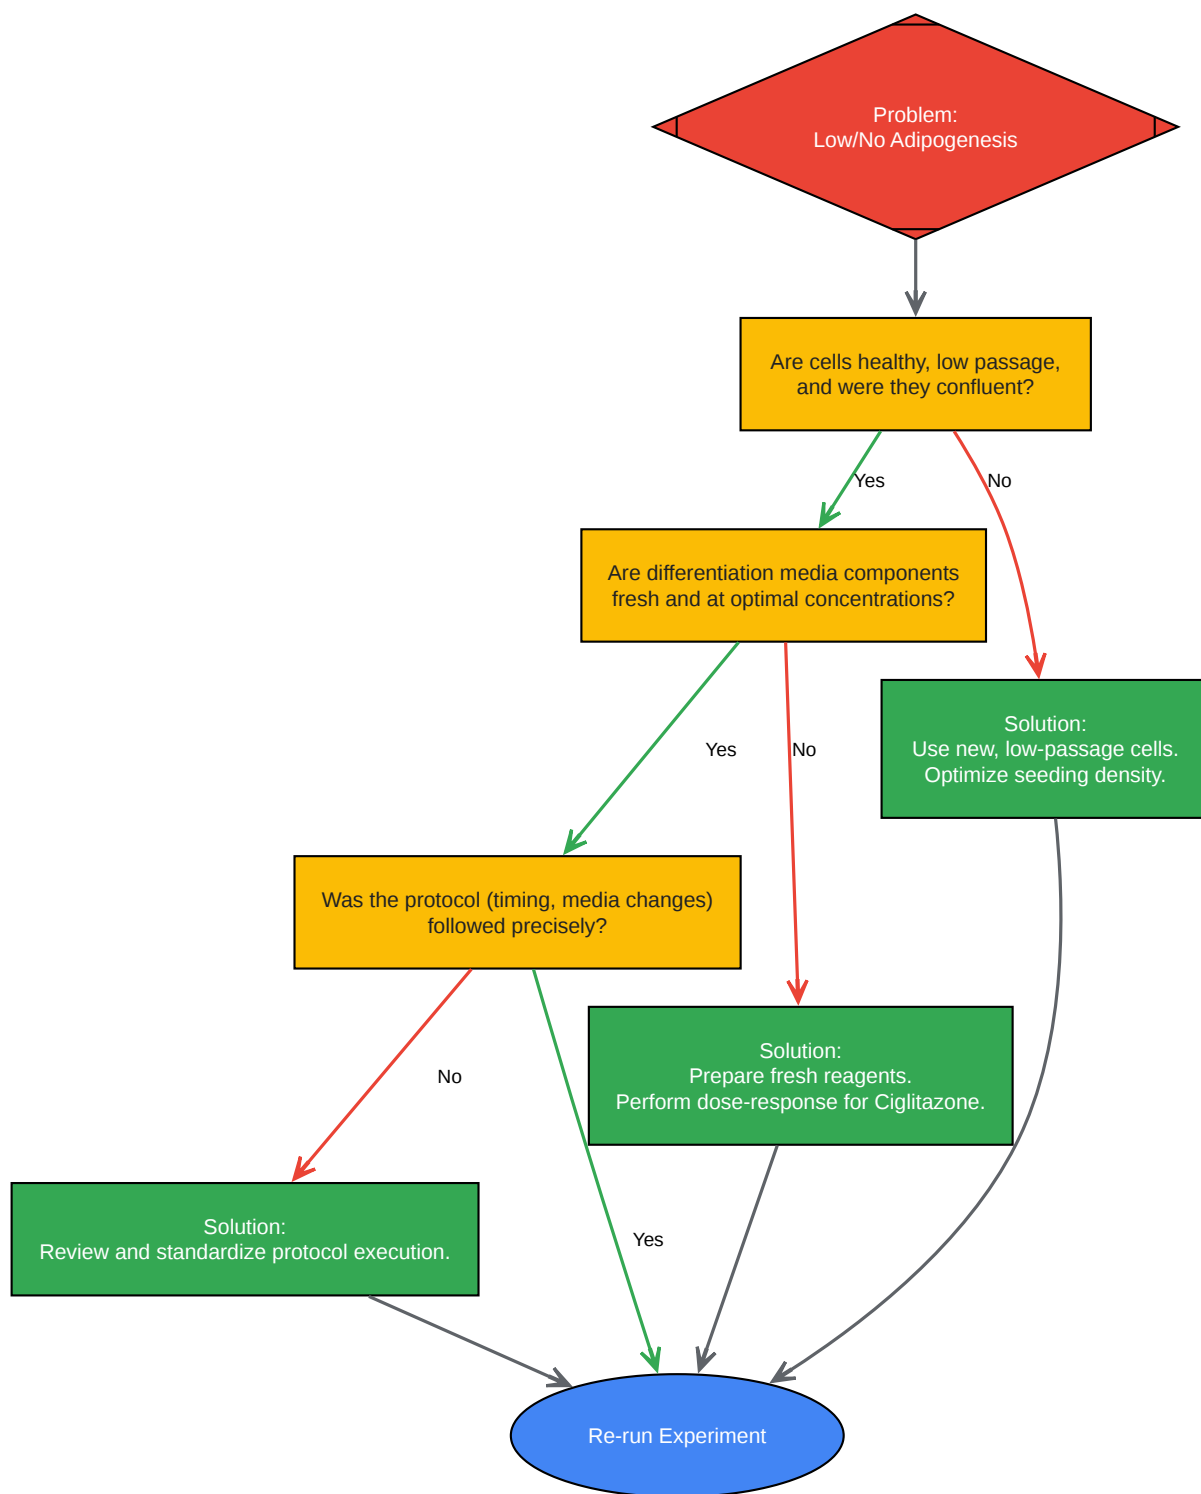 Problem:
Low/No Adipogenesis
Are cells healthy, low passage,
and were they confluent?
Yes
No
Are differentiation media components
fresh and at optimal concentrations?
Solution:
Use new, low-passage cells.
Optimize seeding density.
Yes
No
Was the protocol (timing, media changes)
followed precisely?
Solution:
Prepare fresh reagents.
Perform dose-response for Ciglitazone.
No
Yes
Solution:
Review and standardize protocol execution.
Re-run Experiment